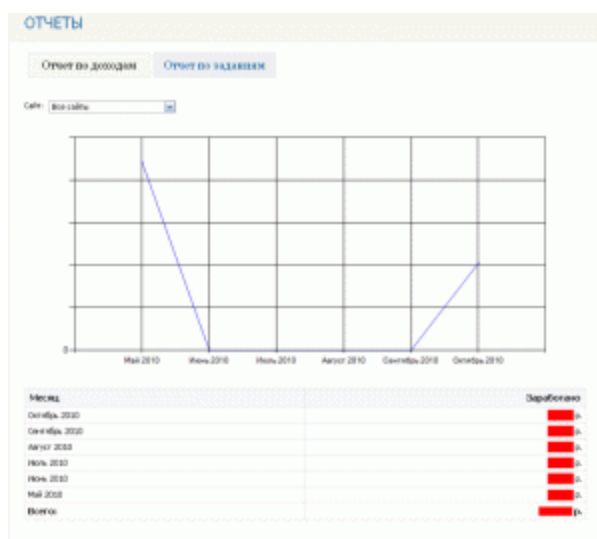 ОТЧЕТЫ
Отчет по доходам Отчет по заданиям
Сайт: Все сайты
0
Май 2010 Июнь 2010 Июль 2010 Август 2010 Сентябрь 2010 Октябрь 2010
Месяц Заработано
Октябрь 2010 р.
Сентябрь 2010 р.
Август 2010 р.
Июль 2010 р.
Июнь 2010 р.
Май 2010 р.
Всего: р.